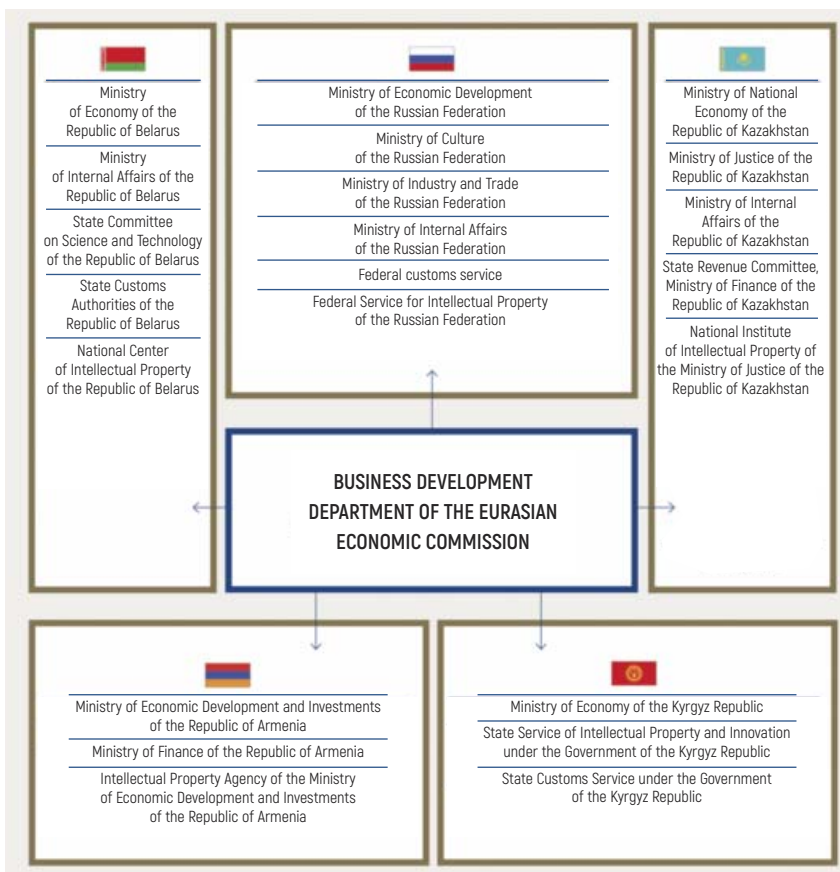 Ministry
of Economy of the
Republic of Belarus
Ministry
of Internal Affairs of the
Republic of Belarus
State Committee
on Science and Technology
of the Republic of Belarus
State Customs
Authorities of the
Republic of Belarus
National Center
of Intellectual Property
of the Republic of Belarus
Ministry of Economic Development
of the Russian Federation
Ministry of Culture
of the Russian Federation
Ministry of Industry and Trade
of the Russian Federation
Ministry of Internal Affairs
of the Russian Federation
Federal customs service
Federal Service for Intellectual Property
of the Russian Federation
Ministry of National
Economy of the
Republic of Kazakhstan
Ministry of Justice of the
Republic of Kazakhstan
Ministry of Internal
Affairs of the
Republic of Kazakhstan
State Revenue Committee,
Ministry of Finance of the
Republic of Kazakhstan
National Institute
of Intellectual Property of
the Ministry of Justice of the
Republic of Kazakhstan
BUSINESS DEVELOPMENT
DEPARTMENT OF THE EURASIAN
ECONOMIC COMMISSION
Ministry of Economic Development and Investments
of the Republic of Armenia
Ministry of Finance of the Republic of Armenia
Intellectual Property Agency of the Ministry
of Economic Development and Investments
of the Republic of Armenia
Ministry of Economy of the Kyrgyz Republic
State Service of Intellectual Property and Innovation
under the Government of the Kyrgyz Republic
State Customs Service under the Government
of the Kyrgyz Republic